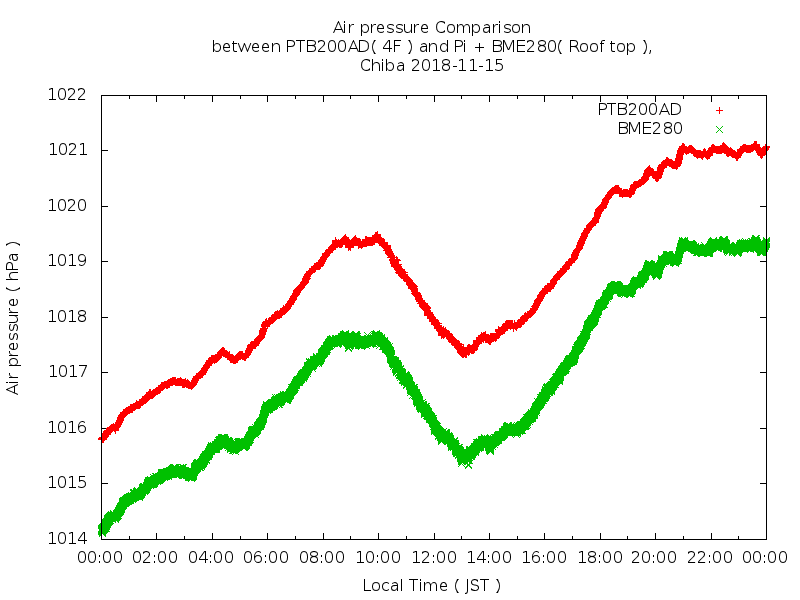 Air pressure Comparison
between PTB200AD( 4F ) and Pi + BME280( Roof top ),
Chiba 2018-11-15
PTB200AD
BME280
Air pressure ( hPa )
1022
1021
1020
1019
1018
1017
1016
1015
1014
00:00 02:00 04:00 06:00 08:00 10:00 12:00 14:00 16:00 18:00 20:00 22:00 00:00
Local Time ( JST )